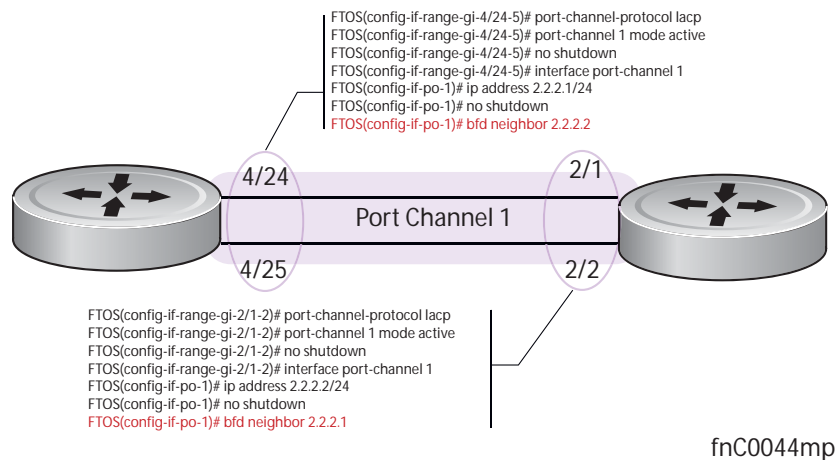 FTOS(config-if-range-gi-4/24-5)# port-channel-protocol lacp
FTOS(config-if-range-gi-4/24-5)# port-channel 1 mode active
FTOS(config-if-range-gi-4/24-5)# no shutdown
FTOS(config-if-range-gi-4/24-5)# interface port-channel 1
FTOS(config-if-po-1)# ip address 2.2.2.1/24
FTOS(config-if-po-1)# no shutdown
FTOS(config-if-po-1)# bfd neighbor 2.2.2.2
4/24
2/1
Port Channel 1
4/25
2/2
FTOS(config-if-range-gi-2/1-2)# port-channel-protocol lacp
FTOS(config-if-range-gi-2/1-2)# port-channel 1 mode active
FTOS(config-if-range-gi-2/1-2)# no shutdown
FTOS(config-if-range-gi-2/1-2)# interface port-channel 1
FTOS(config-if-po-1)# ip address 2.2.2.2/24
FTOS(config-if-po-1)# no shutdown
FTOS(config-if-po-1)# bfd neighbor 2.2.2.1
fnC0044mp